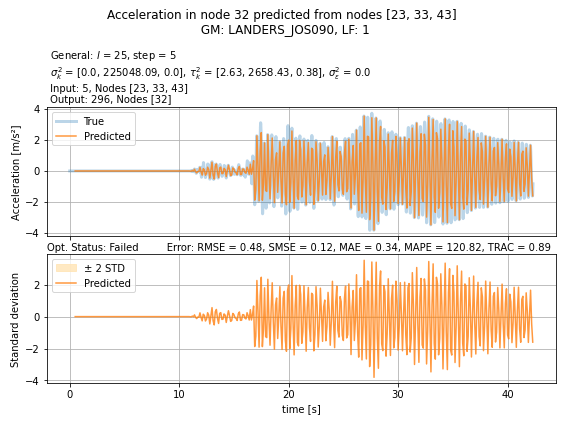 Acceleration in node 32 predicted from nodes [23, 33, 43]
GM: LANDERS_JOS090, LF: 1
General: l = 25, step = 5
σ²ₖ = [0.0, 225048.09, 0.0], τ²ₖ = [2.63, 2658.43, 0.38], σ²ᵣ = 0.0
Input: 5, Nodes [23, 33, 43]
Output: 296, Nodes [32]
Acceleration [m/s²]
4
2
0
−2
−4
True
Predicted
Opt. Status: Failed
Error: RMSE = 0.48, SMSE = 0.12, MAE = 0.34, MAPE = 120.82, TRAC = 0.89
Standard deviation
2
0
−2
−4
± 2 STD
Predicted
0
10
20
30
40
time [s]